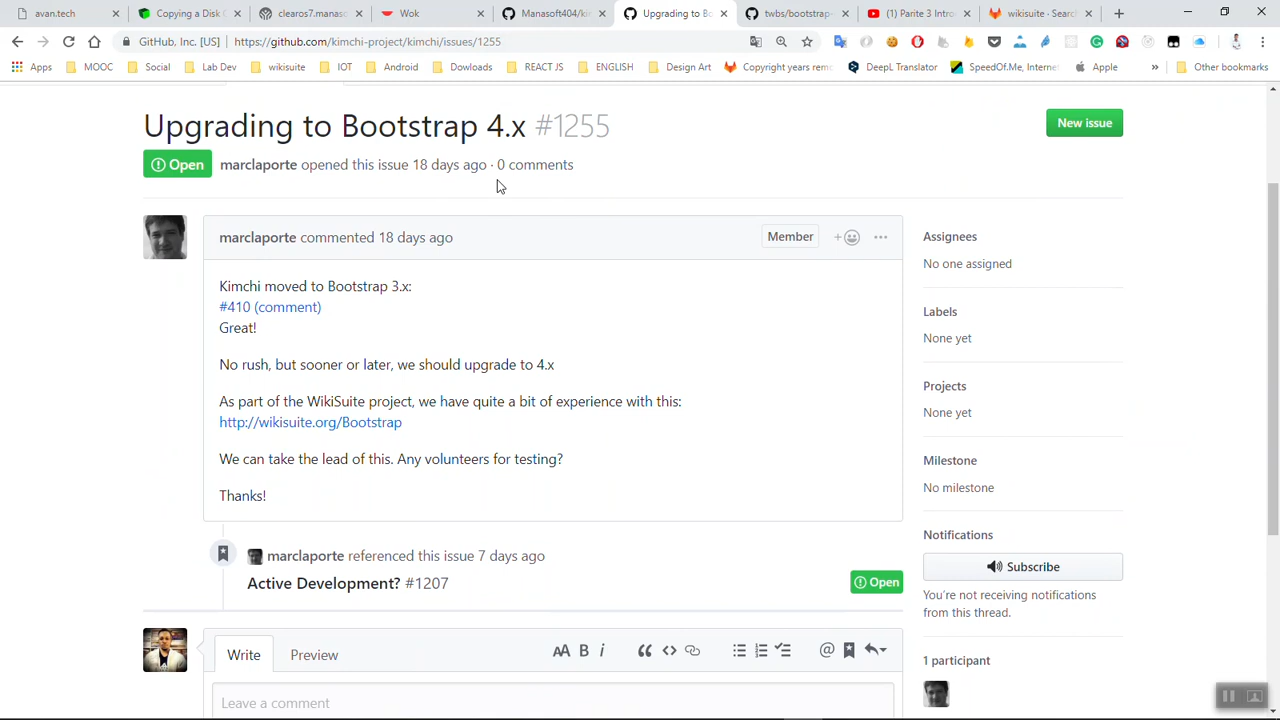 avan.tech
Copying a Disk
clearos7.manaso
Wok
Manasoft404/kir
Upgrading to Bo
twbs/bootstrap-
(1) Parite 3 Intro
wikisuite · Searc
GitHub, Inc. [US] | https://github.com/kimchi-project/kimchi/issues/1255
Apps MOOC Social Lab Dev wikisuite IOT Android Dowloads REACT JS ENGLISH Design Art Copyright years rem DeepL Translator SpeedOf.Me, Interne Apple » Other bookmarks
Upgrading to Bootstrap 4.x #1255
New issue
Open marclaporte opened this issue 18 days ago · 0 comments
marclaporte commented 18 days ago
Member
Kimchi moved to Bootstrap 3.x:
#410 (comment)
Great!
No rush, but sooner or later, we should upgrade to 4.x
As part of the WikiSuite project, we have quite a bit of experience with this:
http://wikisuite.org/Bootstrap
We can take the lead of this. Any volunteers for testing?
Thanks!
marclaporte referenced this issue 7 days ago
Active Development? #1207
Open
Write Preview
AA B i
Leave a comment
Assignees
No one assigned
Labels
None yet
Projects
None yet
Milestone
No milestone
Notifications
Subscribe
You're not receiving notifications
from this thread.
1 participant